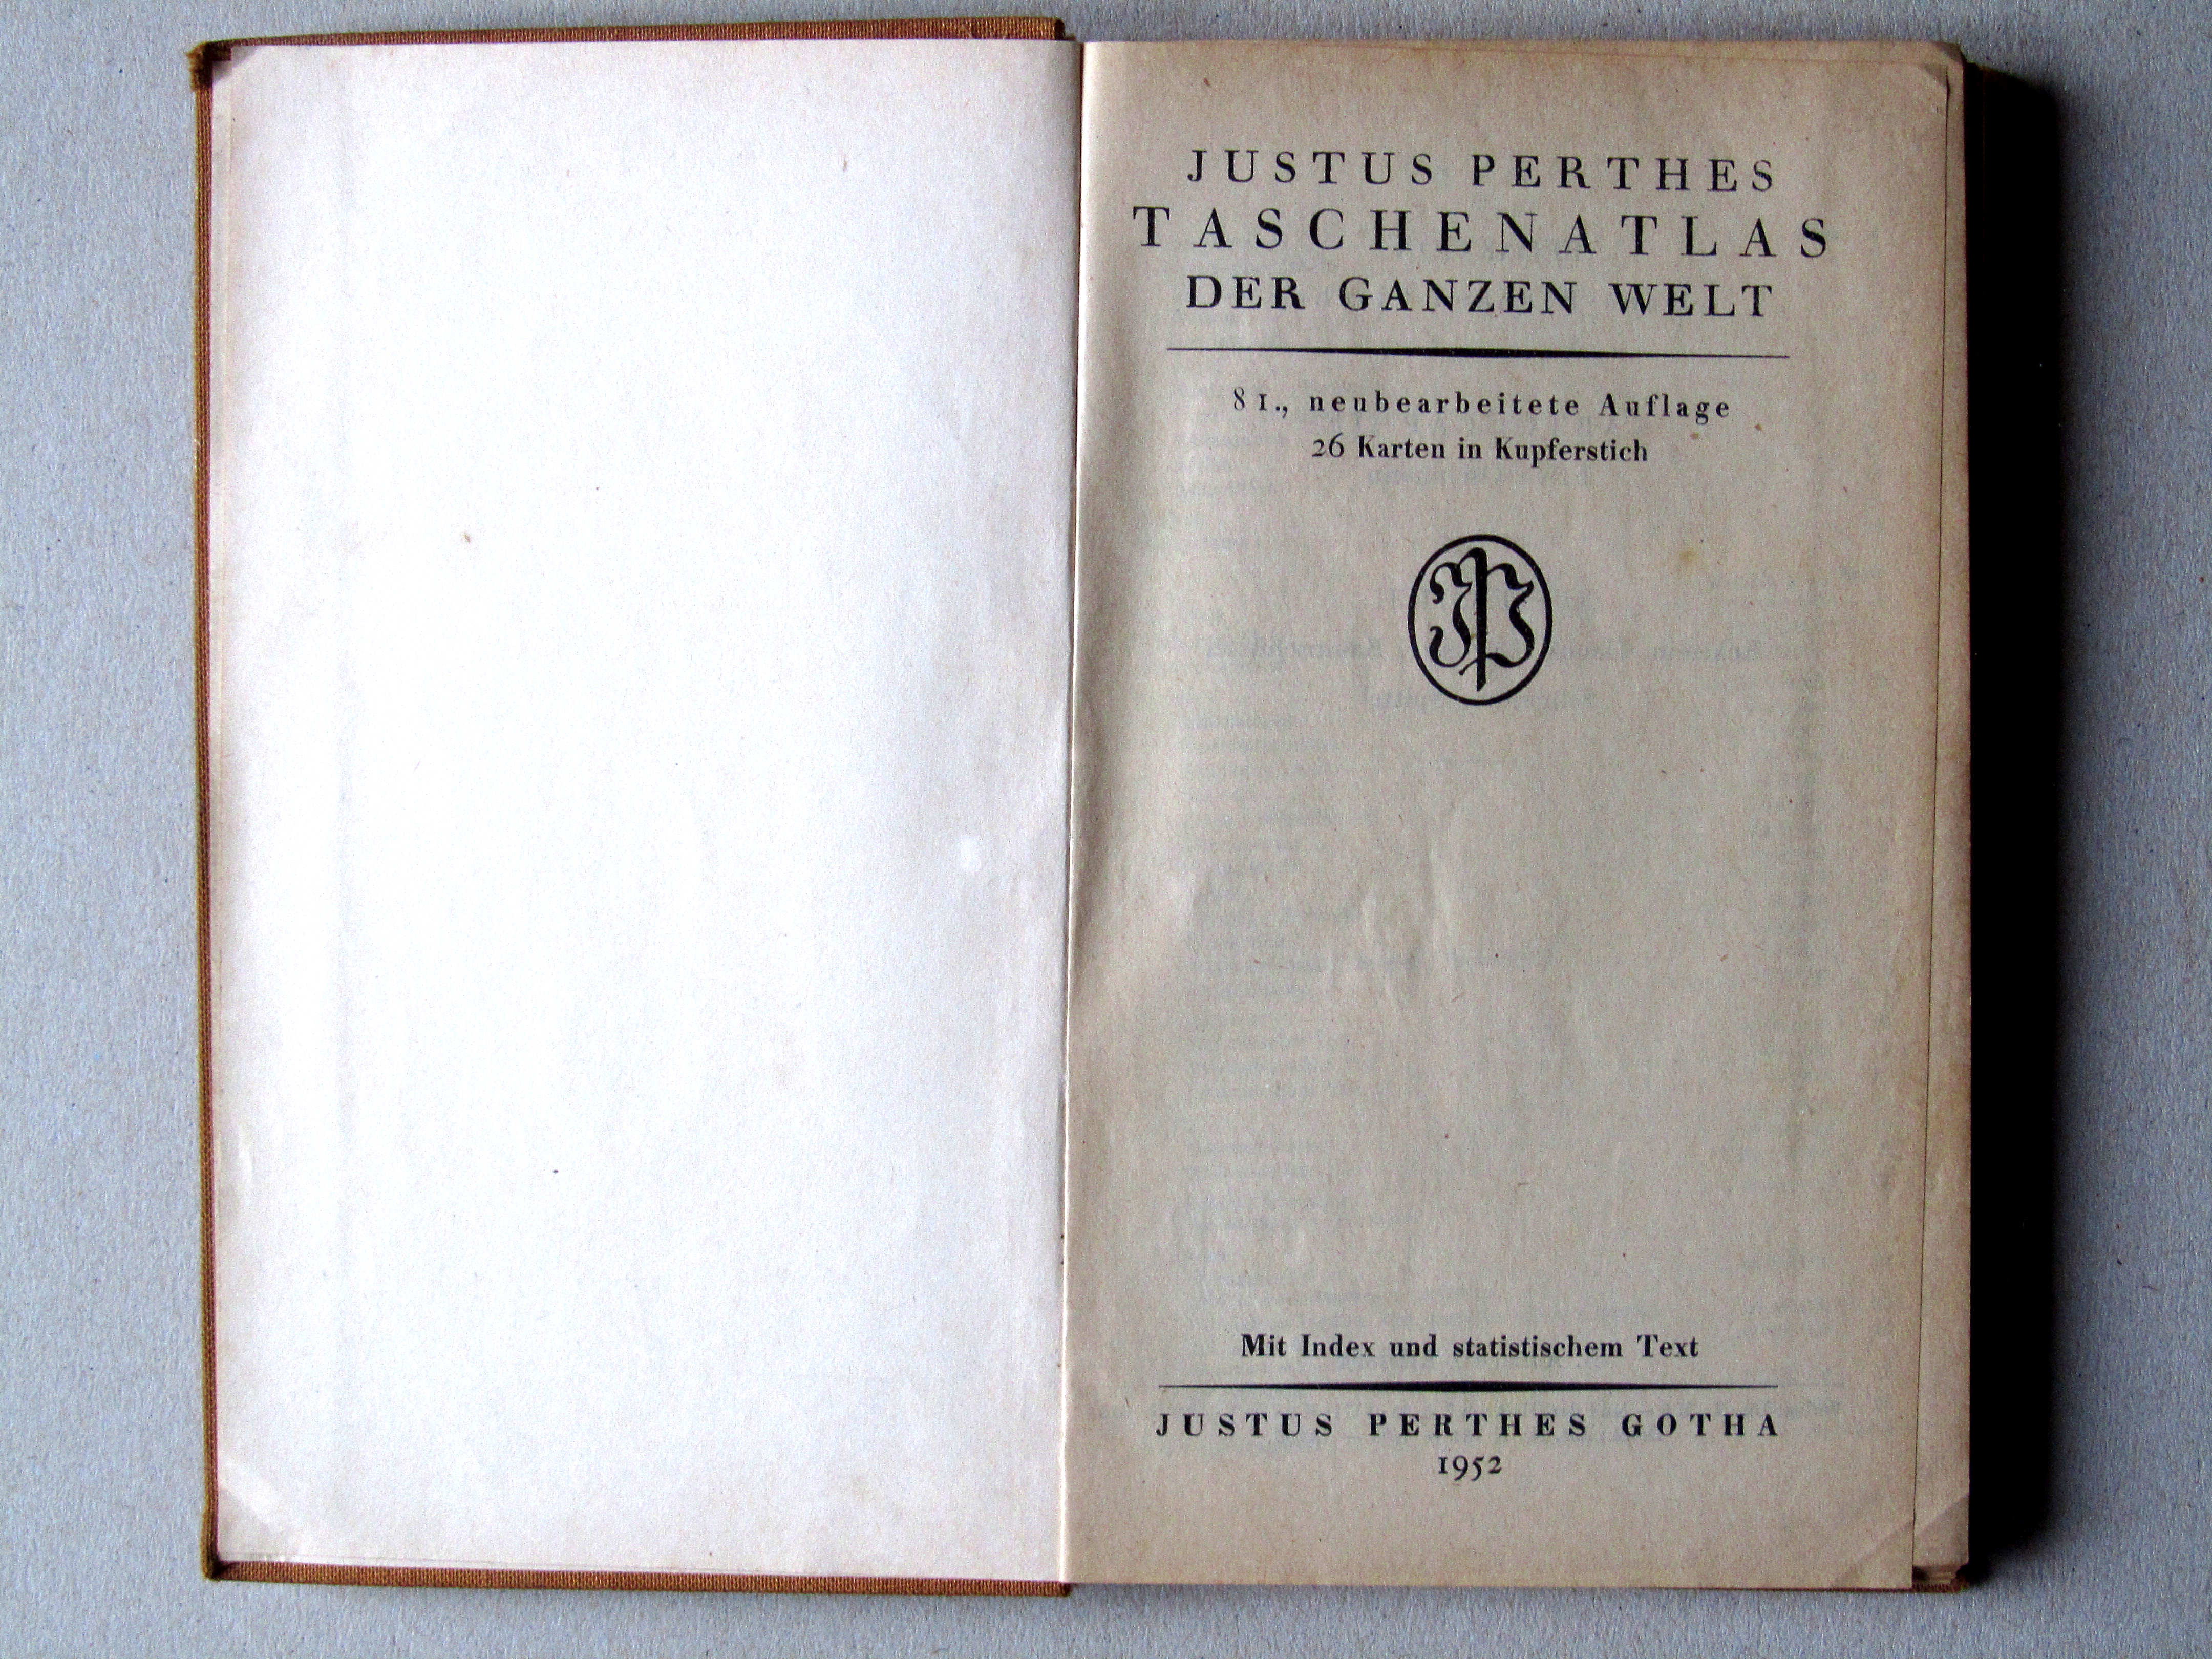 JUSTUS PERTHES
TASCHENATLAS
DER GANZEN WELT
81., neubearbeitete Auflage
26 Karten in Kupferstich
JP
Mit Index und statistischem Text
JUSTUS PERTHES GOTHA
1952